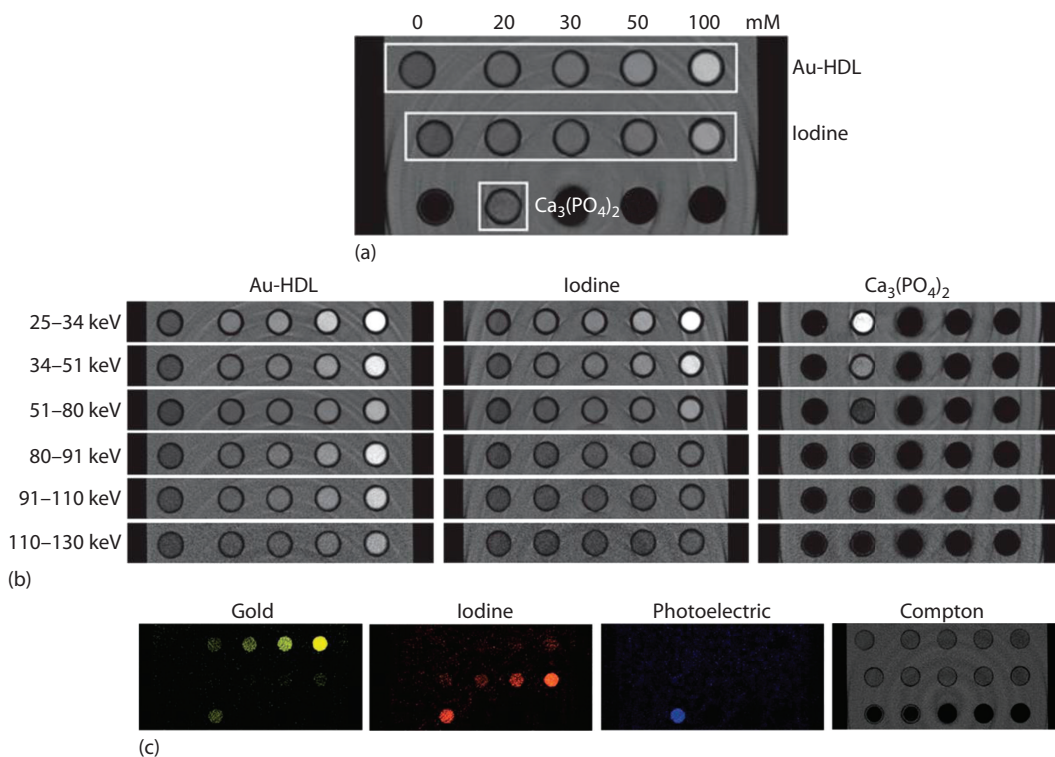 0 20 30 50 100 mM
Au-HDL
Iodine
Ca₃(PO₄)₂
(a)
Au-HDL Iodine Ca₃(PO₄)₂
25–34 keV
34–51 keV
51–80 keV
80–91 keV
91–110 keV
110–130 keV
(b)
Gold Iodine Photoelectric Compton
(c)